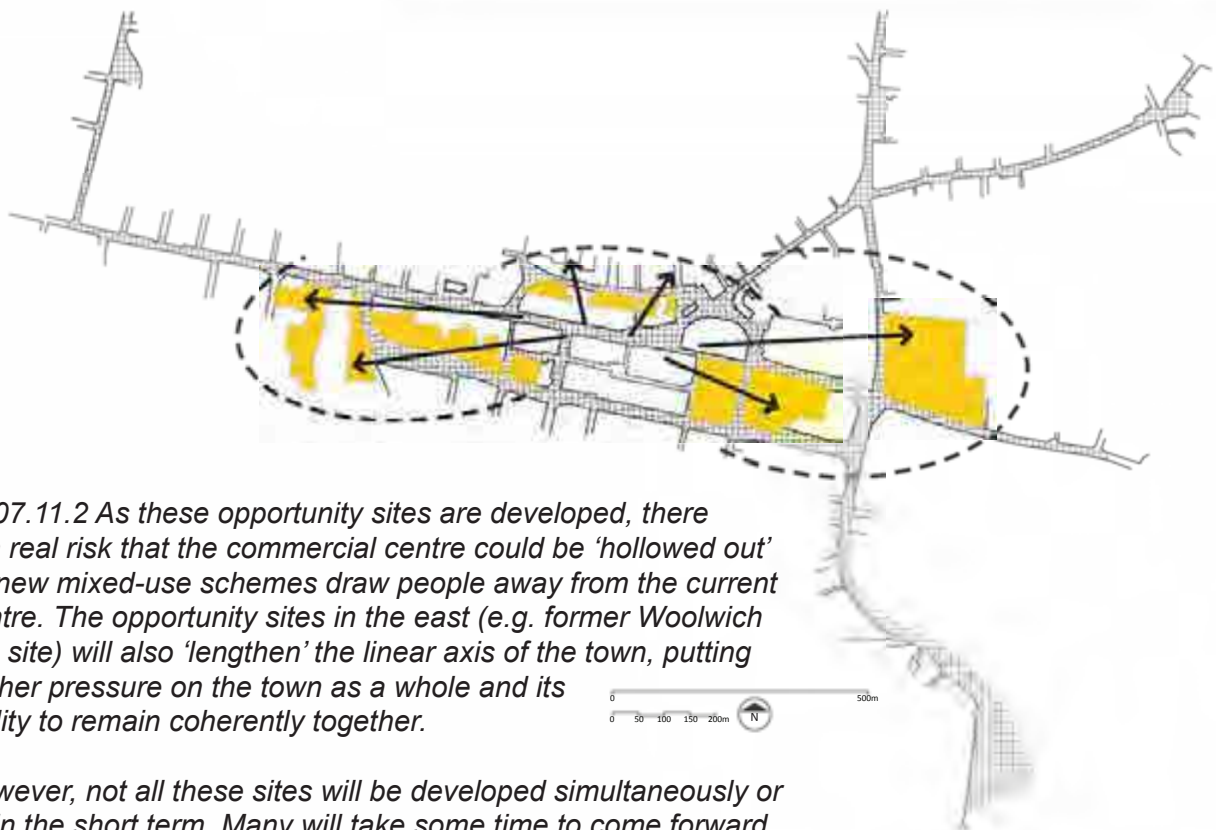 07.11.2 As these opportunity sites are developed, there
real risk that the commercial centre could be ‘hollowed out’
new mixed-use schemes draw people away from the current
ntre. The opportunity sites in the east (e.g. former Woolwich
site) will also ‘lengthen’ the linear axis of the town, putting
her pressure on the town as a whole and its
lity to remain coherently together.
0 500m
0 50 100 150 200m N
wever, not all these sites will be developed simultaneously or
in the short term. Many will take some time to come forward